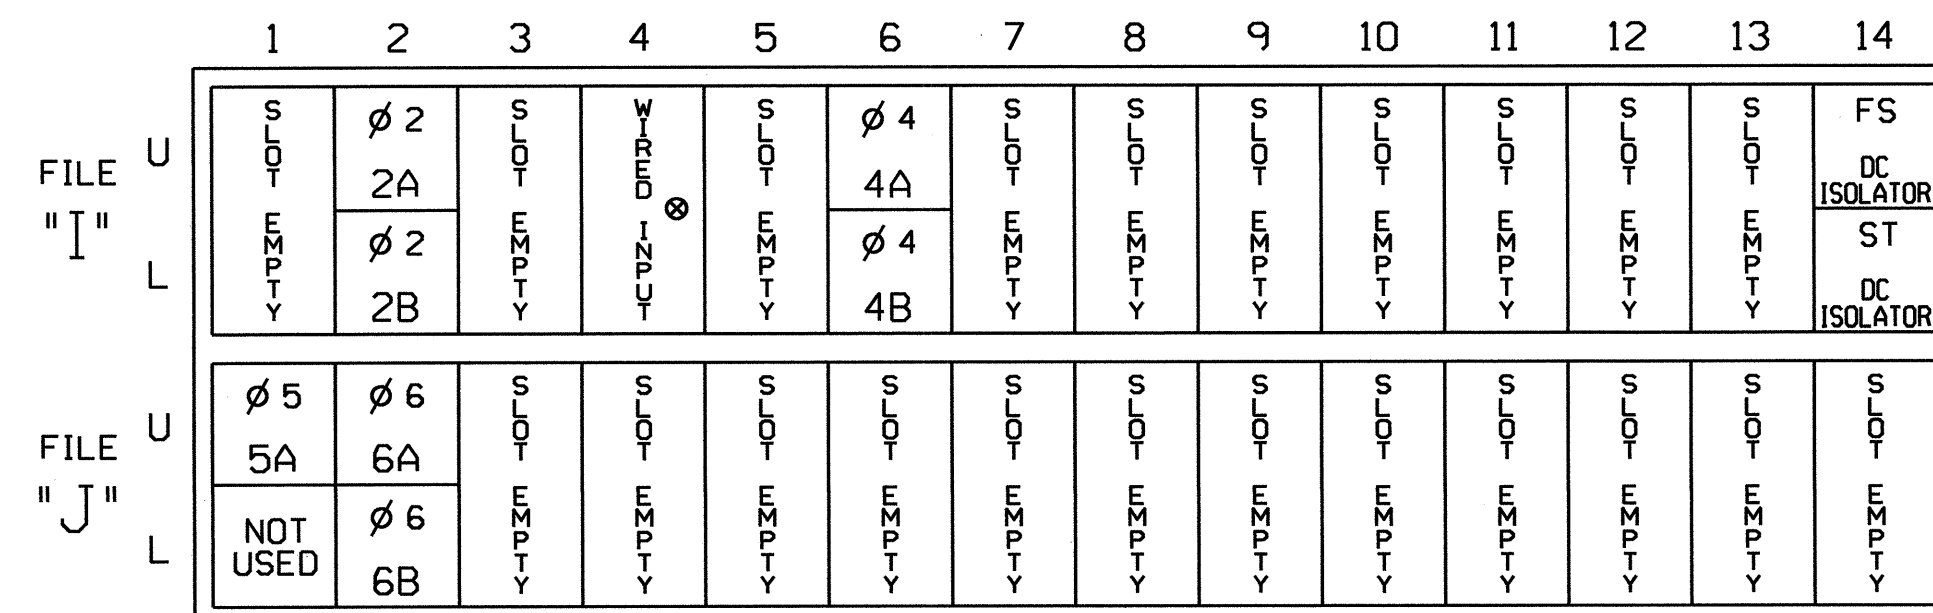 1 2 3 4 5 6 7 8 9 10 11 12 13 14
FILE "I"
U
L
SLOT EMPTY
Ø 2
2A
Ø 2
2B
SLOT EMPTY
WIRED INPUT
⊗
SLOT EMPTY
Ø 4
4A
Ø 4
4B
SLOT EMPTY
SLOT EMPTY
SLOT EMPTY
SLOT EMPTY
SLOT EMPTY
SLOT EMPTY
SLOT EMPTY
FS
DC
ISOLATOR
ST
DC
ISOLATOR
FILE "J"
U
L
Ø 5
5A
NOT
USED
Ø 6
6A
Ø 6
6B
SLOT EMPTY
SLOT EMPTY
SLOT EMPTY
SLOT EMPTY
SLOT EMPTY
SLOT EMPTY
SLOT EMPTY
SLOT EMPTY
SLOT EMPTY
SLOT EMPTY
SLOT EMPTY
SLOT EMPTY